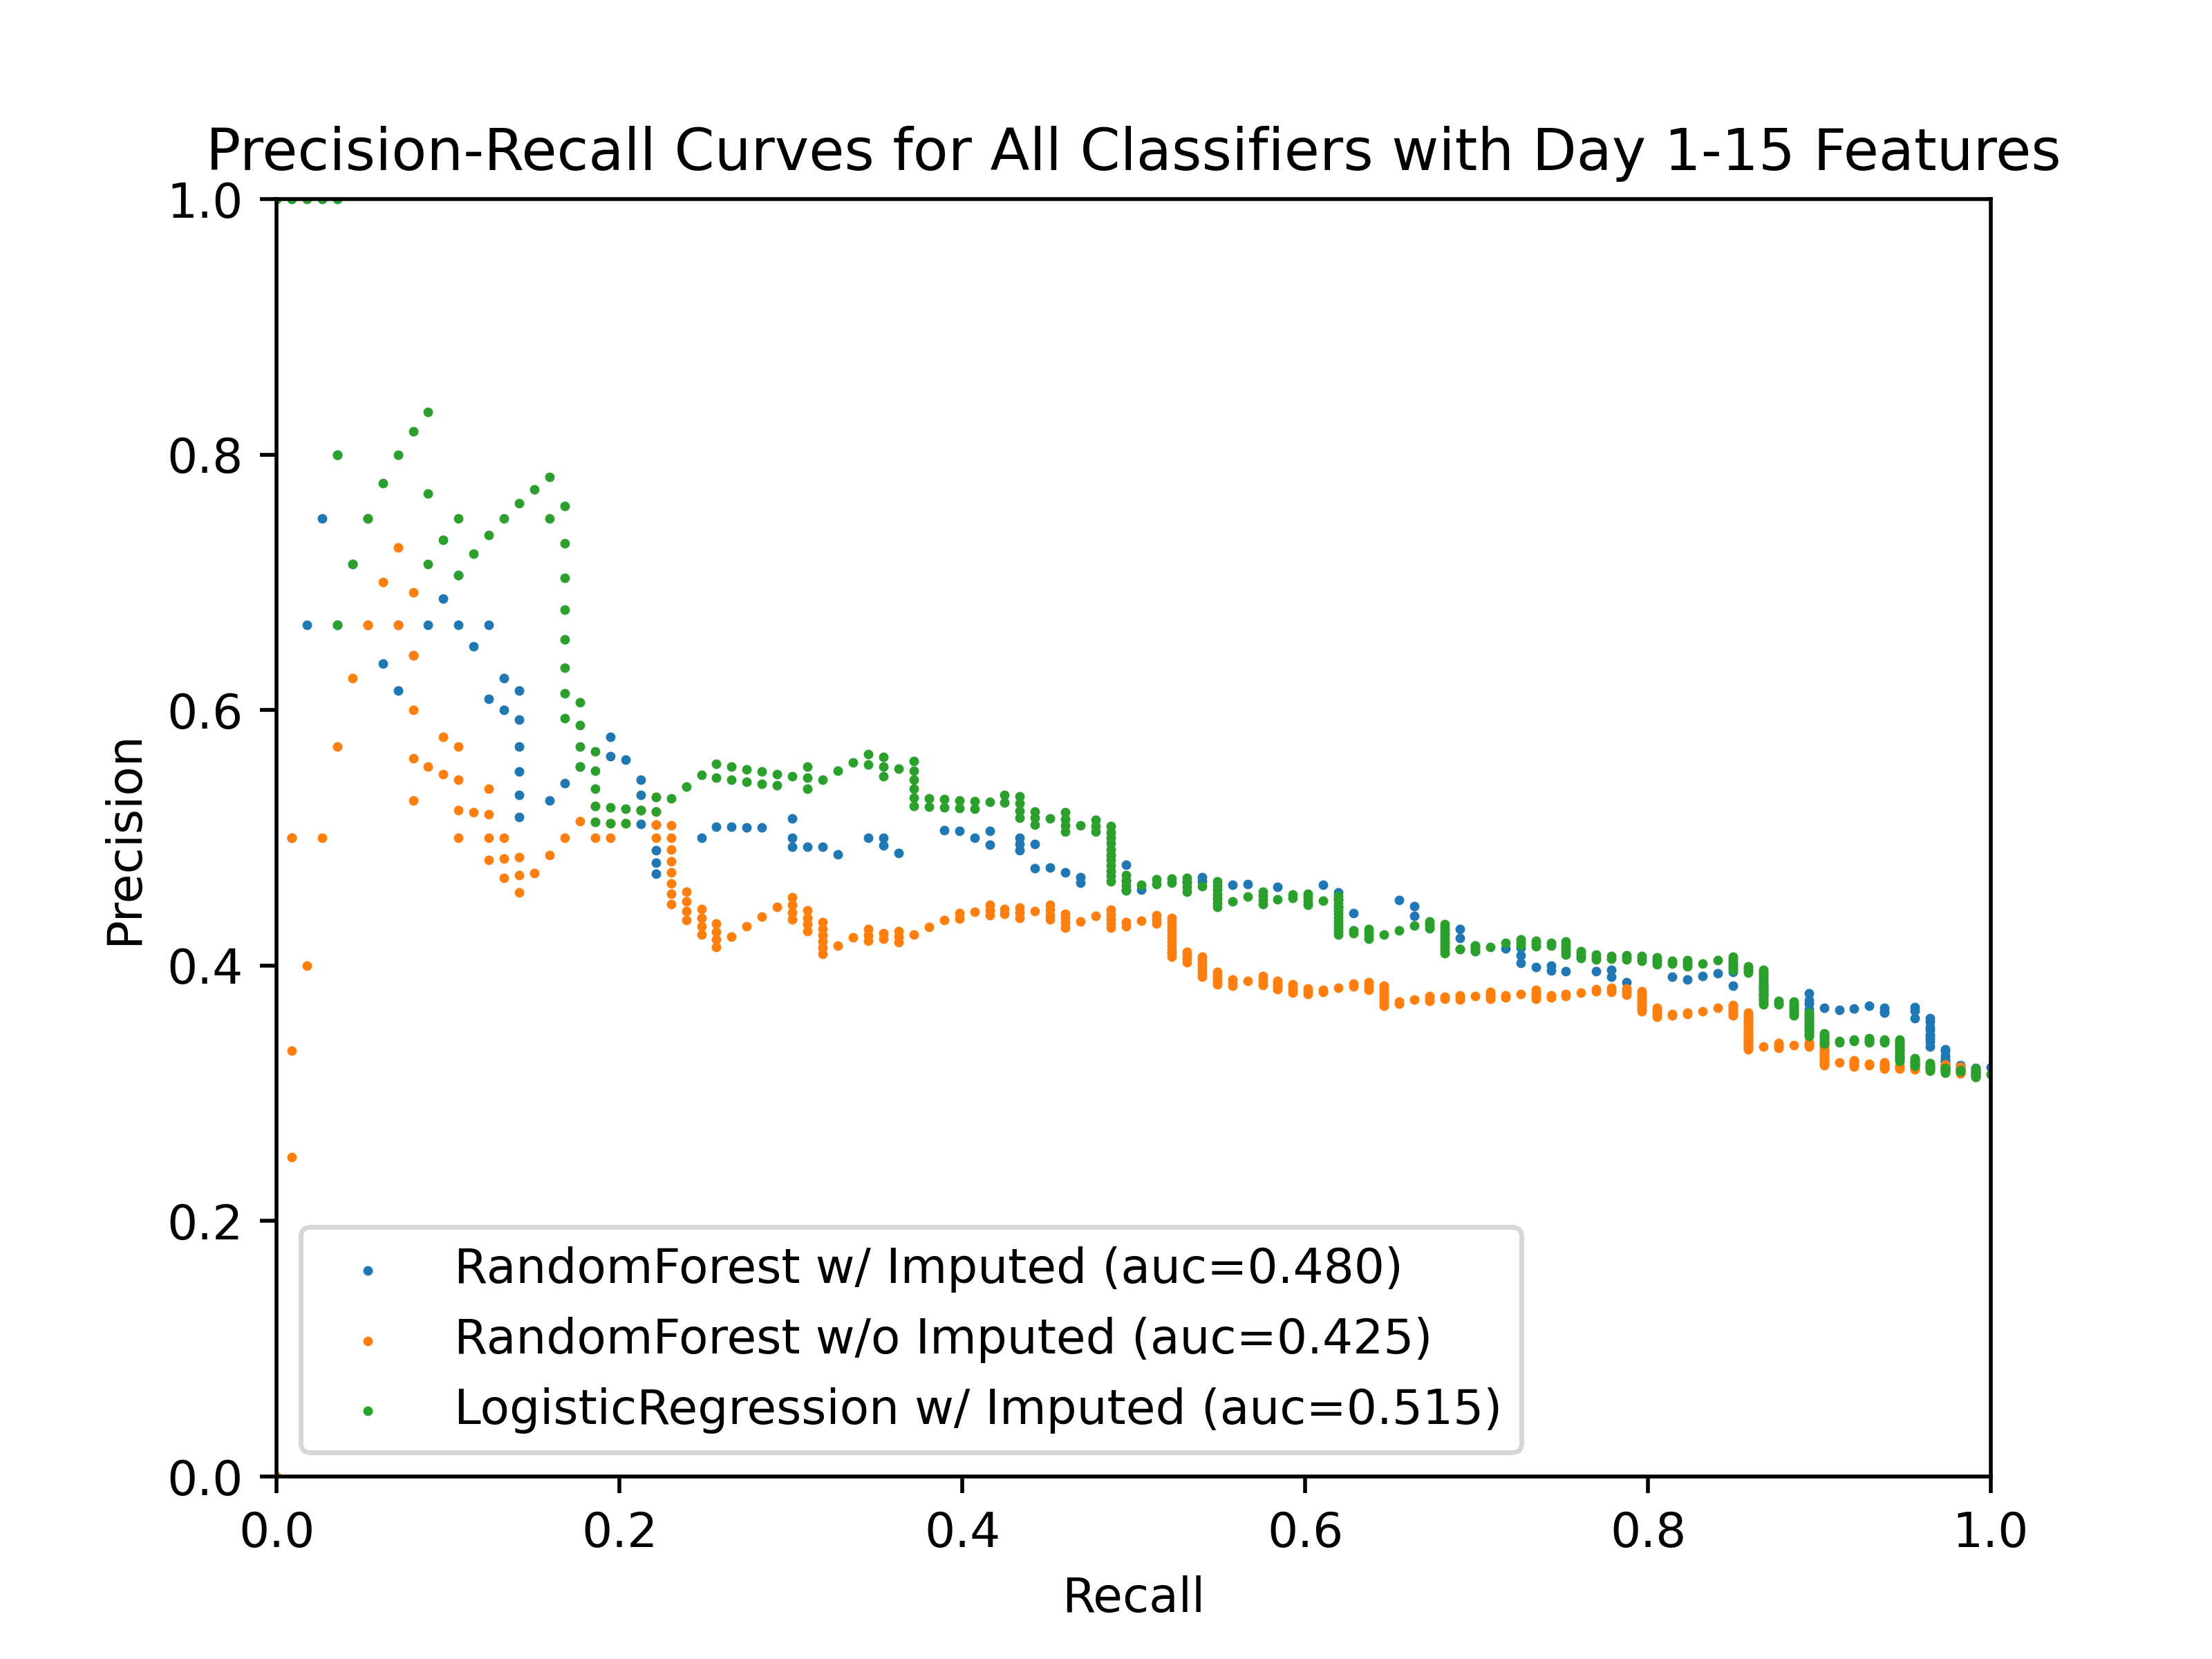 Precision-Recall Curves for All Classifiers with Day 1-15 Features
1.0
0.8
0.6
0.4
0.2
0.0
Precision
RandomForest w/ Imputed (auc=0.480)
RandomForest w/o Imputed (auc=0.425)
LogisticRegression w/ Imputed (auc=0.515)
0.0 0.2 0.4 0.6 0.8 1.0
Recall